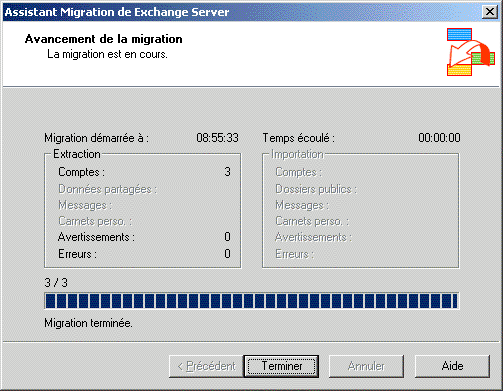 Assistant Migration de Exchange Server
Avancement de la migration
La migration est en cours.
Migration démarrée à : 08:55:33 Temps écoulé : 00:00:00
Extraction Importation
Comptes : 3 Comptes :
Données partagées : Dossiers publics :
Messages : Messages :
Carnets perso. : Carnets perso. :
Avertissements : 0 Avertissements :
Erreurs : 0 Erreurs :
3 / 3
Migration terminée.
< Précédent Terminer Annuler Aide